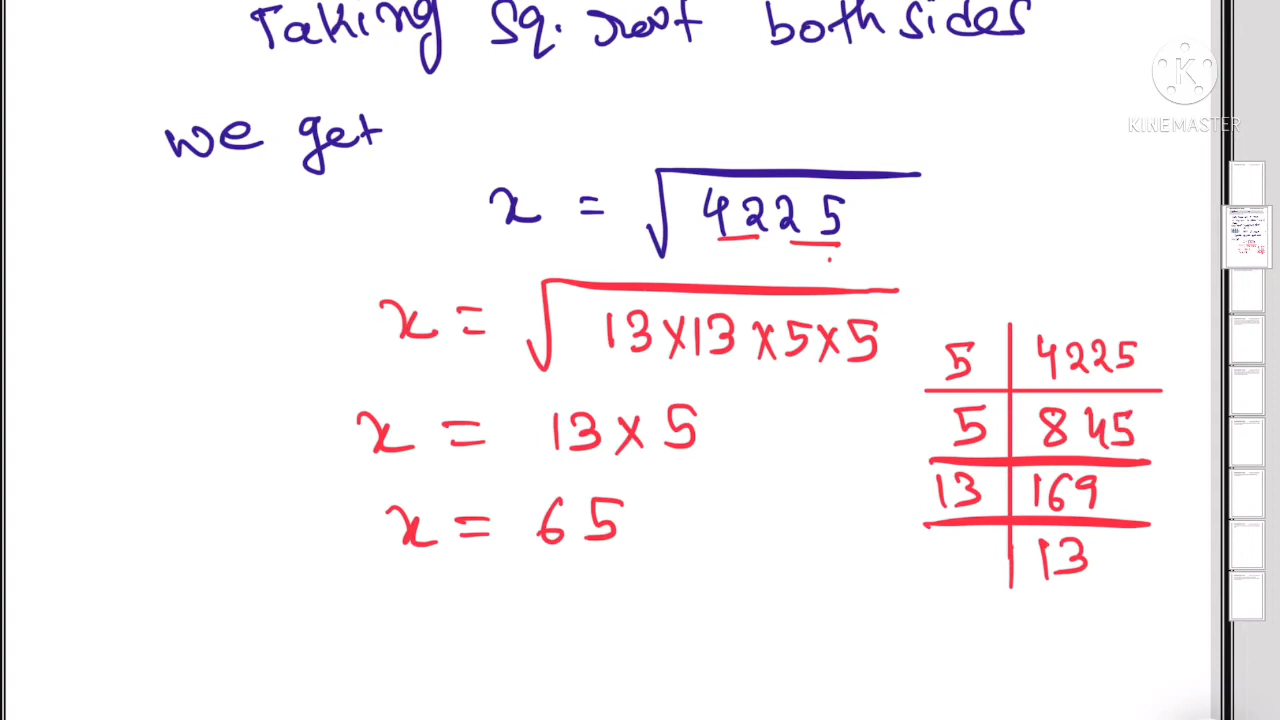 Taking sq. root both sides
we get
x = √4225
x = √13×13×5×5
x = 13×5
x = 65
5 | 4225
5 | 845
13 | 169
| 13
KINEMASTER